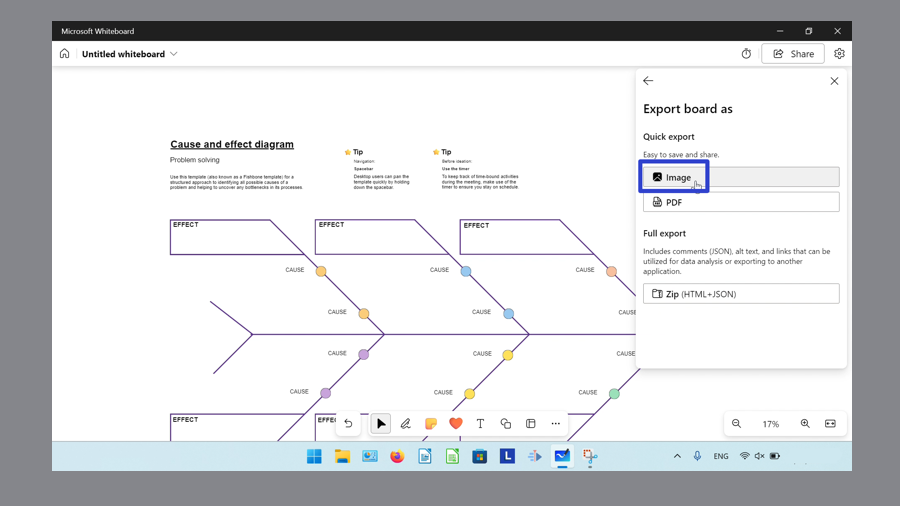 Microsoft Whiteboard
Untitled whiteboard
Share
Export board as
Quick export
Easy to save and share.
Image
PDF
Full export
Includes comments (JSON), alt text, and links that can be
utilized for data analysis or exporting to another
application.
Zip (HTML+JSON)
Cause and effect diagram
Problem solving
Use this template (also known as a Fishbone template) for a
structured approach to identifying all possible causes of a
problem and helping to uncover any bottlenecks in its processes.
Tip
Navigation:
Spacebar
Desktop users can pan the
template quickly by holding
down the spacebar.
Tip
Before ideation:
Use the timer
To keep track of time-bound activities
during the meeting, make use of the
timer to ensure you stay on schedule.
EFFECT
EFFECT
EFFECT
CAUSE
CAUSE
CAUSE
CAUSE
CAUSE
CAUS
CAUSE
CAUSE
CAUSE
CAUSE
CAUSE
CAUSE
EFFECT
EFFE
17%
ENG